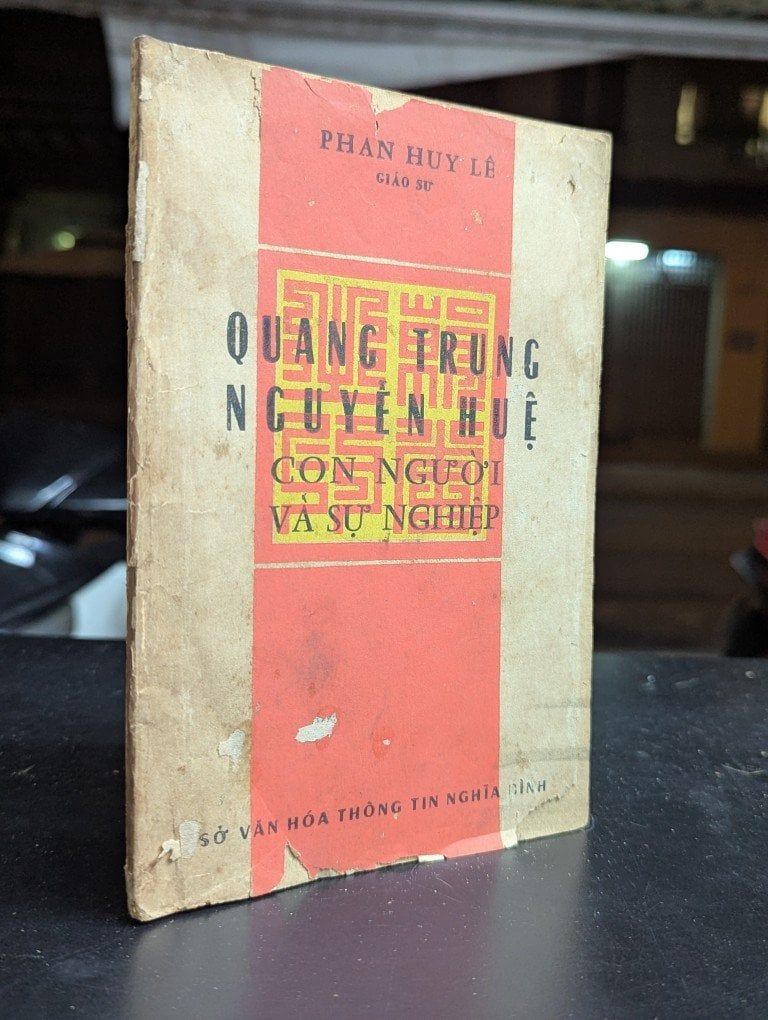 PHAN HUY LÊ
GIÁO SƯ
QUANG TRUNG
NGUYỄN HUỆ
CON NGƯỜI
VÀ SỰ NGHIỆP
SỞ VĂN HÓA THÔNG TIN NGHĨA BÌNH